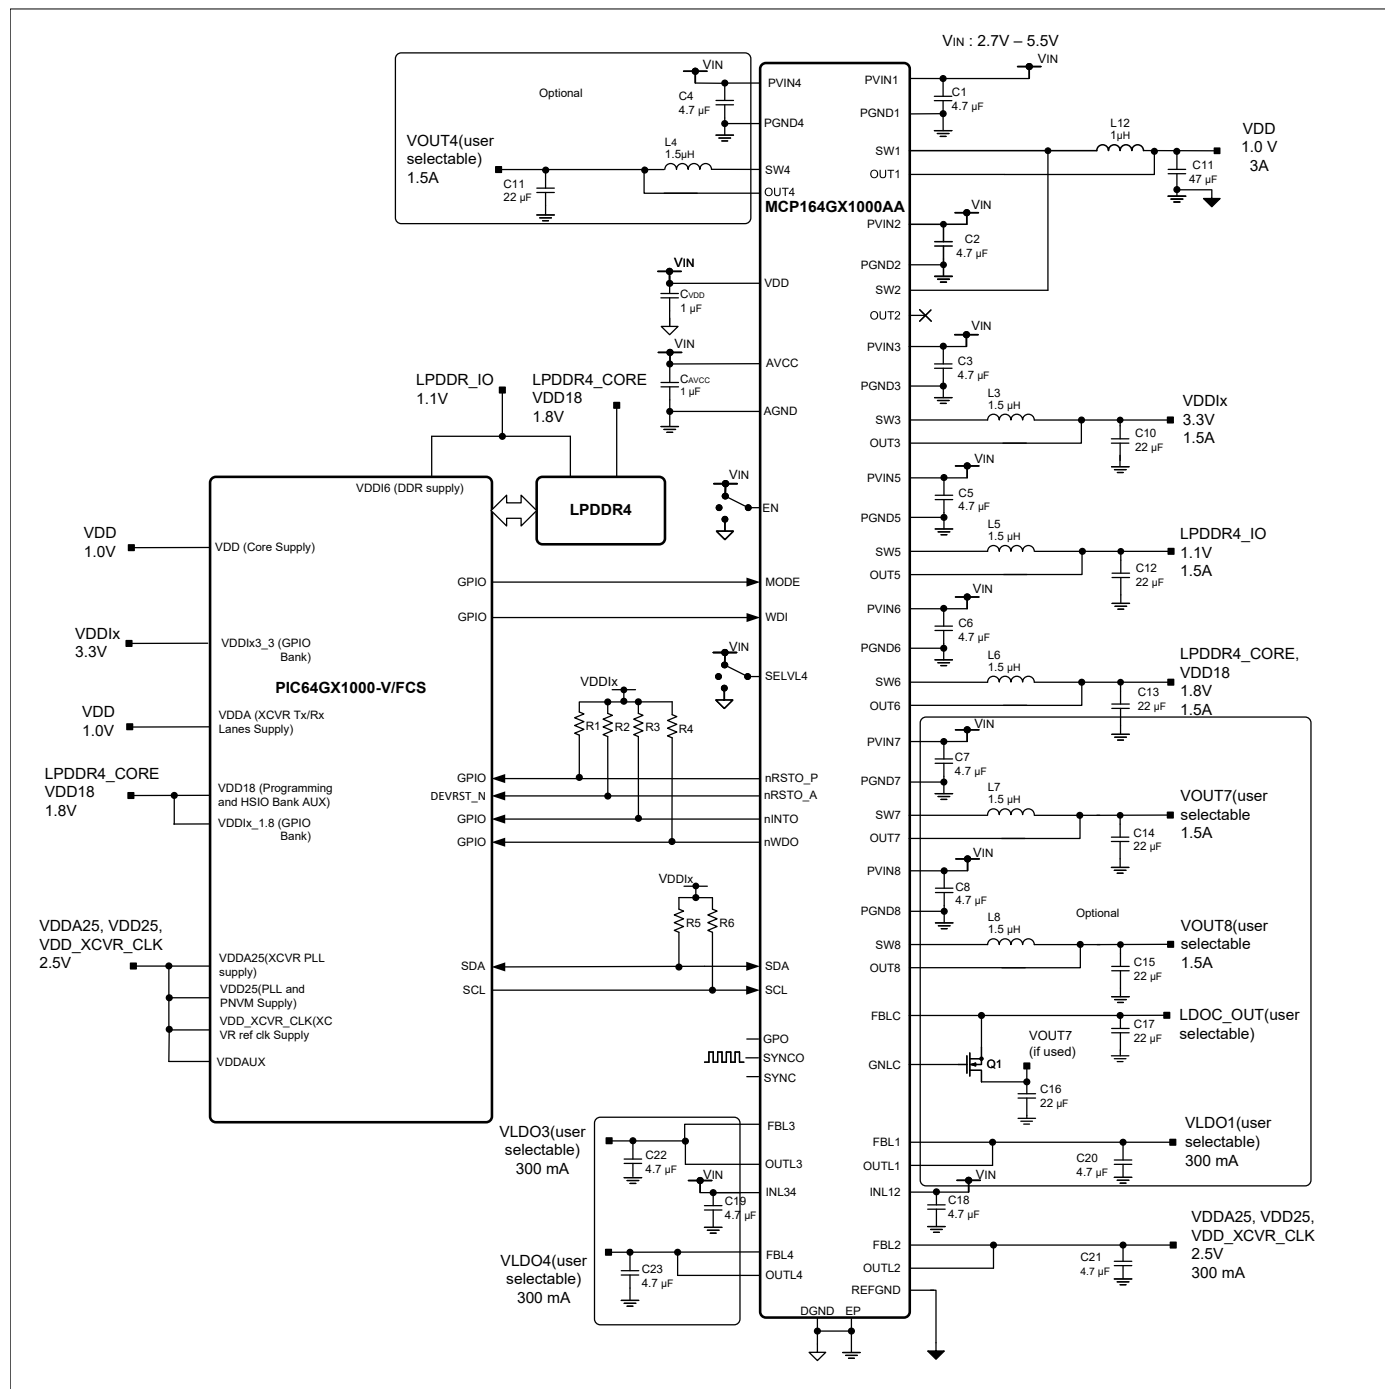 VIN : 2.7V – 5.5V
VIN
PVIN4
C4
4.7 µF
PGND4
Optional
VOUT4(user
selectable)
1.5A
L4
1.5µH
SW4
OUT4
C11
22 µF
MCP164GX1000AA
PVIN1
VIN
C1
4.7 µF
PGND1
L12
1µH
SW1
OUT1
VDD
1.0 V
3A
C11
47 µF
PVIN2
VIN
C2
4.7 µF
PGND2
SW2
OUT2
VIN
VDD
CVDD
1 µF
VIN
AVCC
CAVCC
1 µF
AGND
PVIN3
VIN
C3
4.7 µF
PGND3
L3
1.5 µH
SW3
OUT3
VDDIx
3.3V
1.5A
C10
22 µF
LPDDR_IO
1.1V
LPDDR4_CORE
VDD18
1.8V
VDDI6 (DDR supply)
LPDDR4
VIN
EN
PVIN5
VIN
C5
4.7 µF
PGND5
L5
1.5 µH
SW5
OUT5
LPDDR4_IO
1.1V
1.5A
C12
22 µF
VDD
1.0V
VDD (Core Supply)
GPIO
MODE
GPIO
WDI
PVIN6
VIN
C6
4.7 µF
PGND6
L6
1.5 µH
SW6
OUT6
LPDDR4_CORE,
VDD18
1.8V
1.5A
C13
22 µF
VDDIx
3.3V
VDDIx3_3 (GPIO
Bank)
PIC64GX1000-V/FCS
VIN
SELVL4
VDDIx
R1
R2
R3
R4
VDD
1.0V
VDDA (XCVR Tx/Rx
Lanes Supply)
LPDDR4_CORE
VDD18
1.8V
VDD18 (Programming
and HSIO Bank AUX)
VDDIx_1.8 (GPIO
Bank)
GPIO
nRSTO_P
DEVRST_N
nRSTO_A
GPIO
nINTO
GPIO
nWDO
PVIN7
VIN
C7
4.7 µF
PGND7
L7
1.5 µH
SW7
OUT7
VOUT7(user
selectable
1.5A
C14
22 µF
PVIN8
VIN
C8
4.7 µF
PGND8
L8
1.5 µH
Optional
SW8
OUT8
VOUT8(user
selectable
1.5A
C15
22 µF
VDDIx
R5
R6
VDDA25, VDD25,
VDD_XCVR_CLK
2.5V
VDDA25(XCVR PLL
supply)
VDD25(PLL and
PNVM Supply)
VDD_XCVR_CLK(XC
VR ref clk Supply
VDDAUX
SDA
SDA
SCL
SCL
GPO
SYNCO
SYNC
FBLC
LDOC_OUT(user
selectable)
C17
22 µF
VOUT7
(if used)
GNLC
Q1
C16
22 µF
VLDO3(user
selectable)
300 mA
FBL3
C22
4.7 µF
OUTL3
VIN
INL34
C19
4.7 µF
VLDO4(user
selectable)
300 mA
FBL4
C23
4.7 µF
OUTL4
FBL1
OUTL1
VLDO1(user
selectable)
300 mA
C20
4.7 µF
INL12
VIN
C18
4.7 µF
FBL2
OUTL2
VDDA25, VDD25,
VDD_XCVR_CLK
2.5V
300 mA
C21
4.7 µF
REFGND
DGND
EP